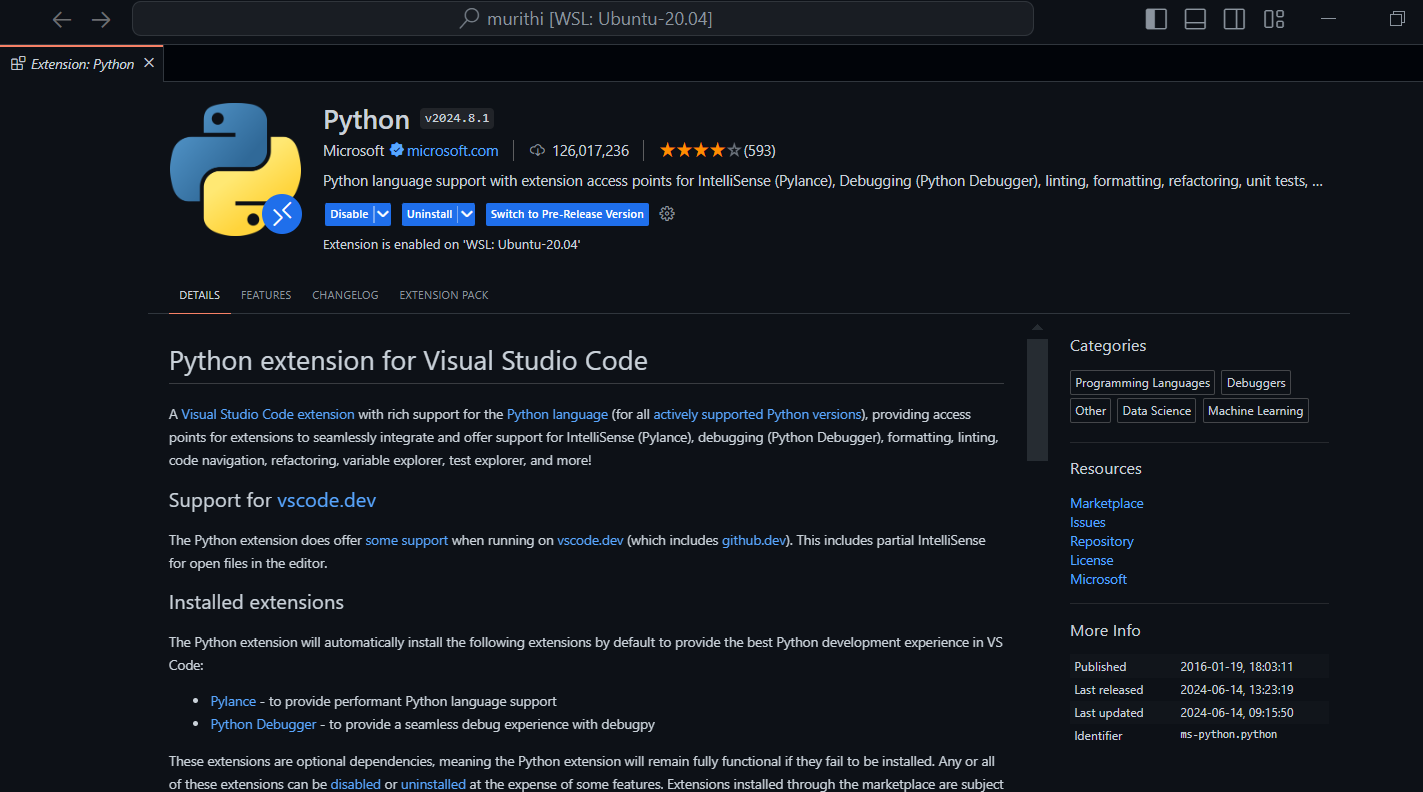 murithi [WSL: Ubuntu-20.04]
Extension: Python
Python v2024.8.1
Microsoft microsoft.com 126,017,236 (593)
Python language support with extension access points for IntelliSense (Pylance), Debugging (Python Debugger), linting, formatting, refactoring, unit tests, ...
Disable Uninstall Switch to Pre-Release Version
Extension is enabled on 'WSL: Ubuntu-20.04'
DETAILS FEATURES CHANGELOG EXTENSION PACK
Python extension for Visual Studio Code
A Visual Studio Code extension with rich support for the Python language (for all actively supported Python versions), providing access
points for extensions to seamlessly integrate and offer support for IntelliSense (Pylance), debugging (Python Debugger), formatting, linting,
code navigation, refactoring, variable explorer, test explorer, and more!
Support for vscode.dev
The Python extension does offer some support when running on vscode.dev (which includes github.dev). This includes partial IntelliSense
for open files in the editor.
Installed extensions
The Python extension will automatically install the following extensions by default to provide the best Python development experience in VS
Code:
• Pylance - to provide performant Python language support
• Python Debugger - to provide a seamless debug experience with debugpy
These extensions are optional dependencies, meaning the Python extension will remain fully functional if they fail to be installed. Any or all
of these extensions can be disabled or uninstalled at the expense of some features. Extensions installed through the marketplace are subject
Categories
Programming Languages Debuggers
Other Data Science Machine Learning
Resources
Marketplace
Issues
Repository
License
Microsoft
More Info
Published 2016-01-19, 18:03:11
Last released 2024-06-14, 13:23:19
Last updated 2024-06-14, 09:15:50
Identifier ms-python.python